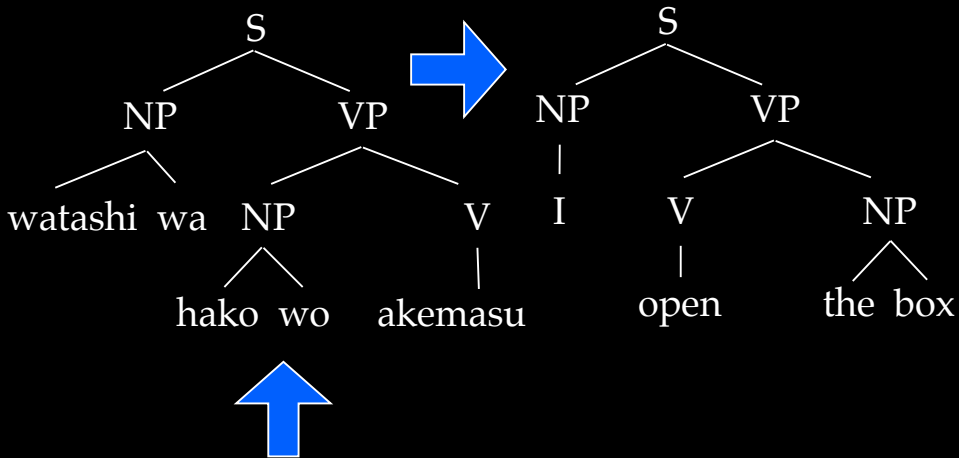 S
NP VP
watashi wa NP V
hako wo akemasu
S
NP VP
I V NP
open the box